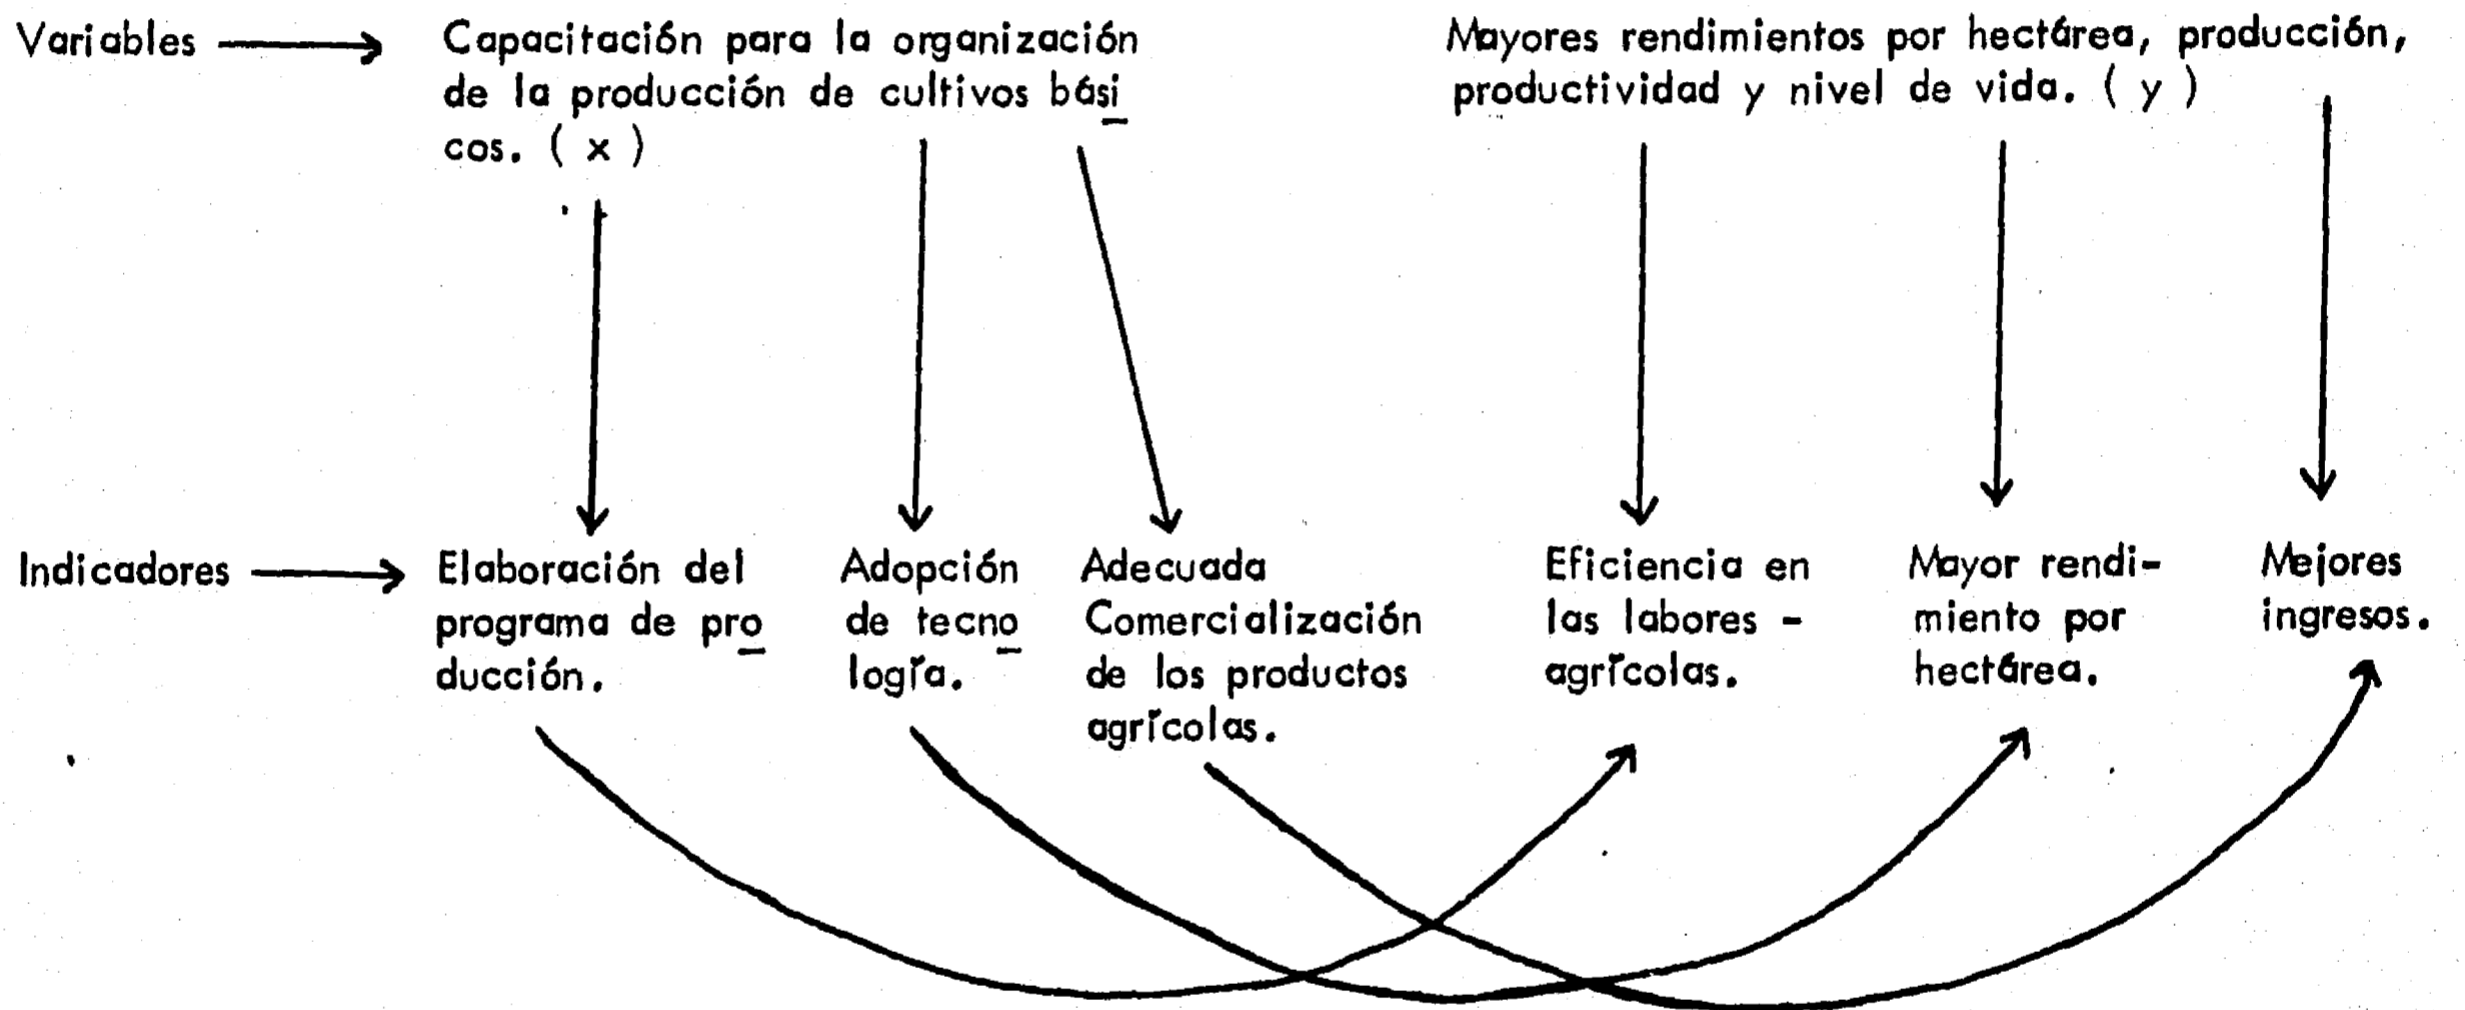 Variables
Capacitación para la organización
de la producción de cultivos bási
cos. ( x )
Mayores rendimientos por hectárea, producción,
productividad y nivel de vida. ( y )
Indicadores
Elaboración del
programa de pro
ducción.
Adopción
de tecno
logía.
Adecuada
Comercialización
de los productos
agrícolas.
Eficiencia en
las labores -
agrícolas.
Mayor rendi-
miento por
hectárea.
Mejores
ingresos.